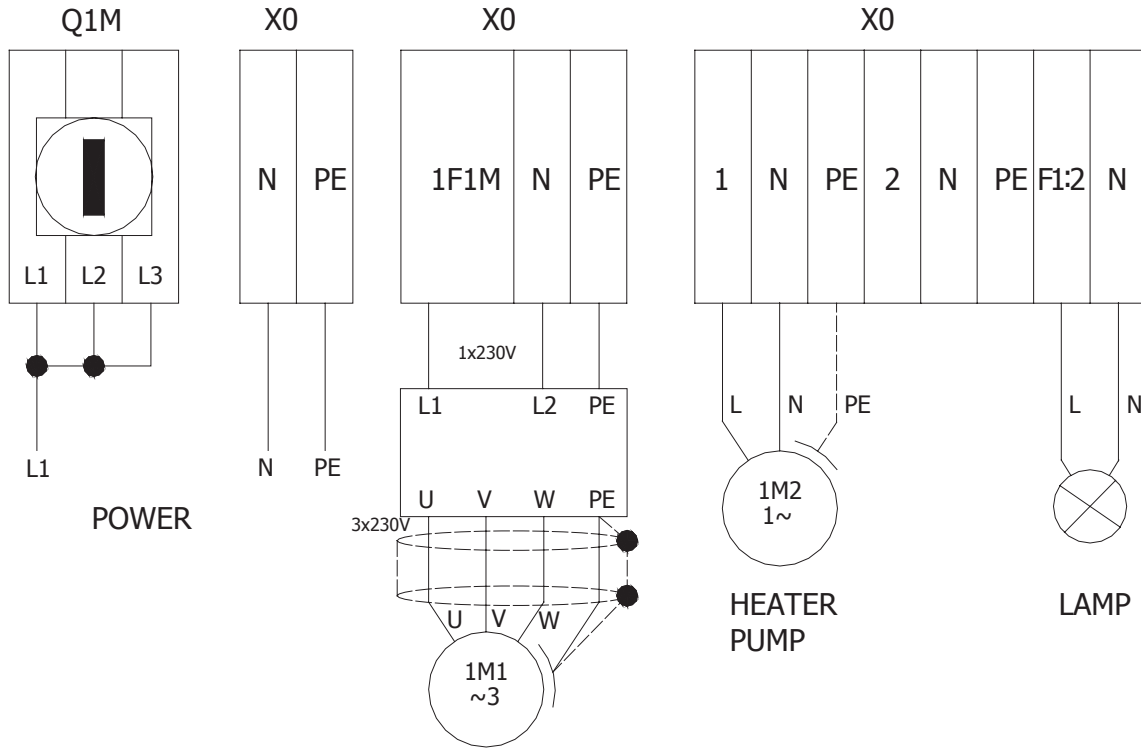 Q1M X0 X0 X0
N PE 1F1M N PE 1 N PE 2 N PE F1:2 N
L1 L2 L3
1x230V
L1 L2 PE L N PE L N
L1 N PE
POWER
U V W PE 1M2
1~
3x230V
HEATER
PUMP
LAMP
U V W
1M1
~3